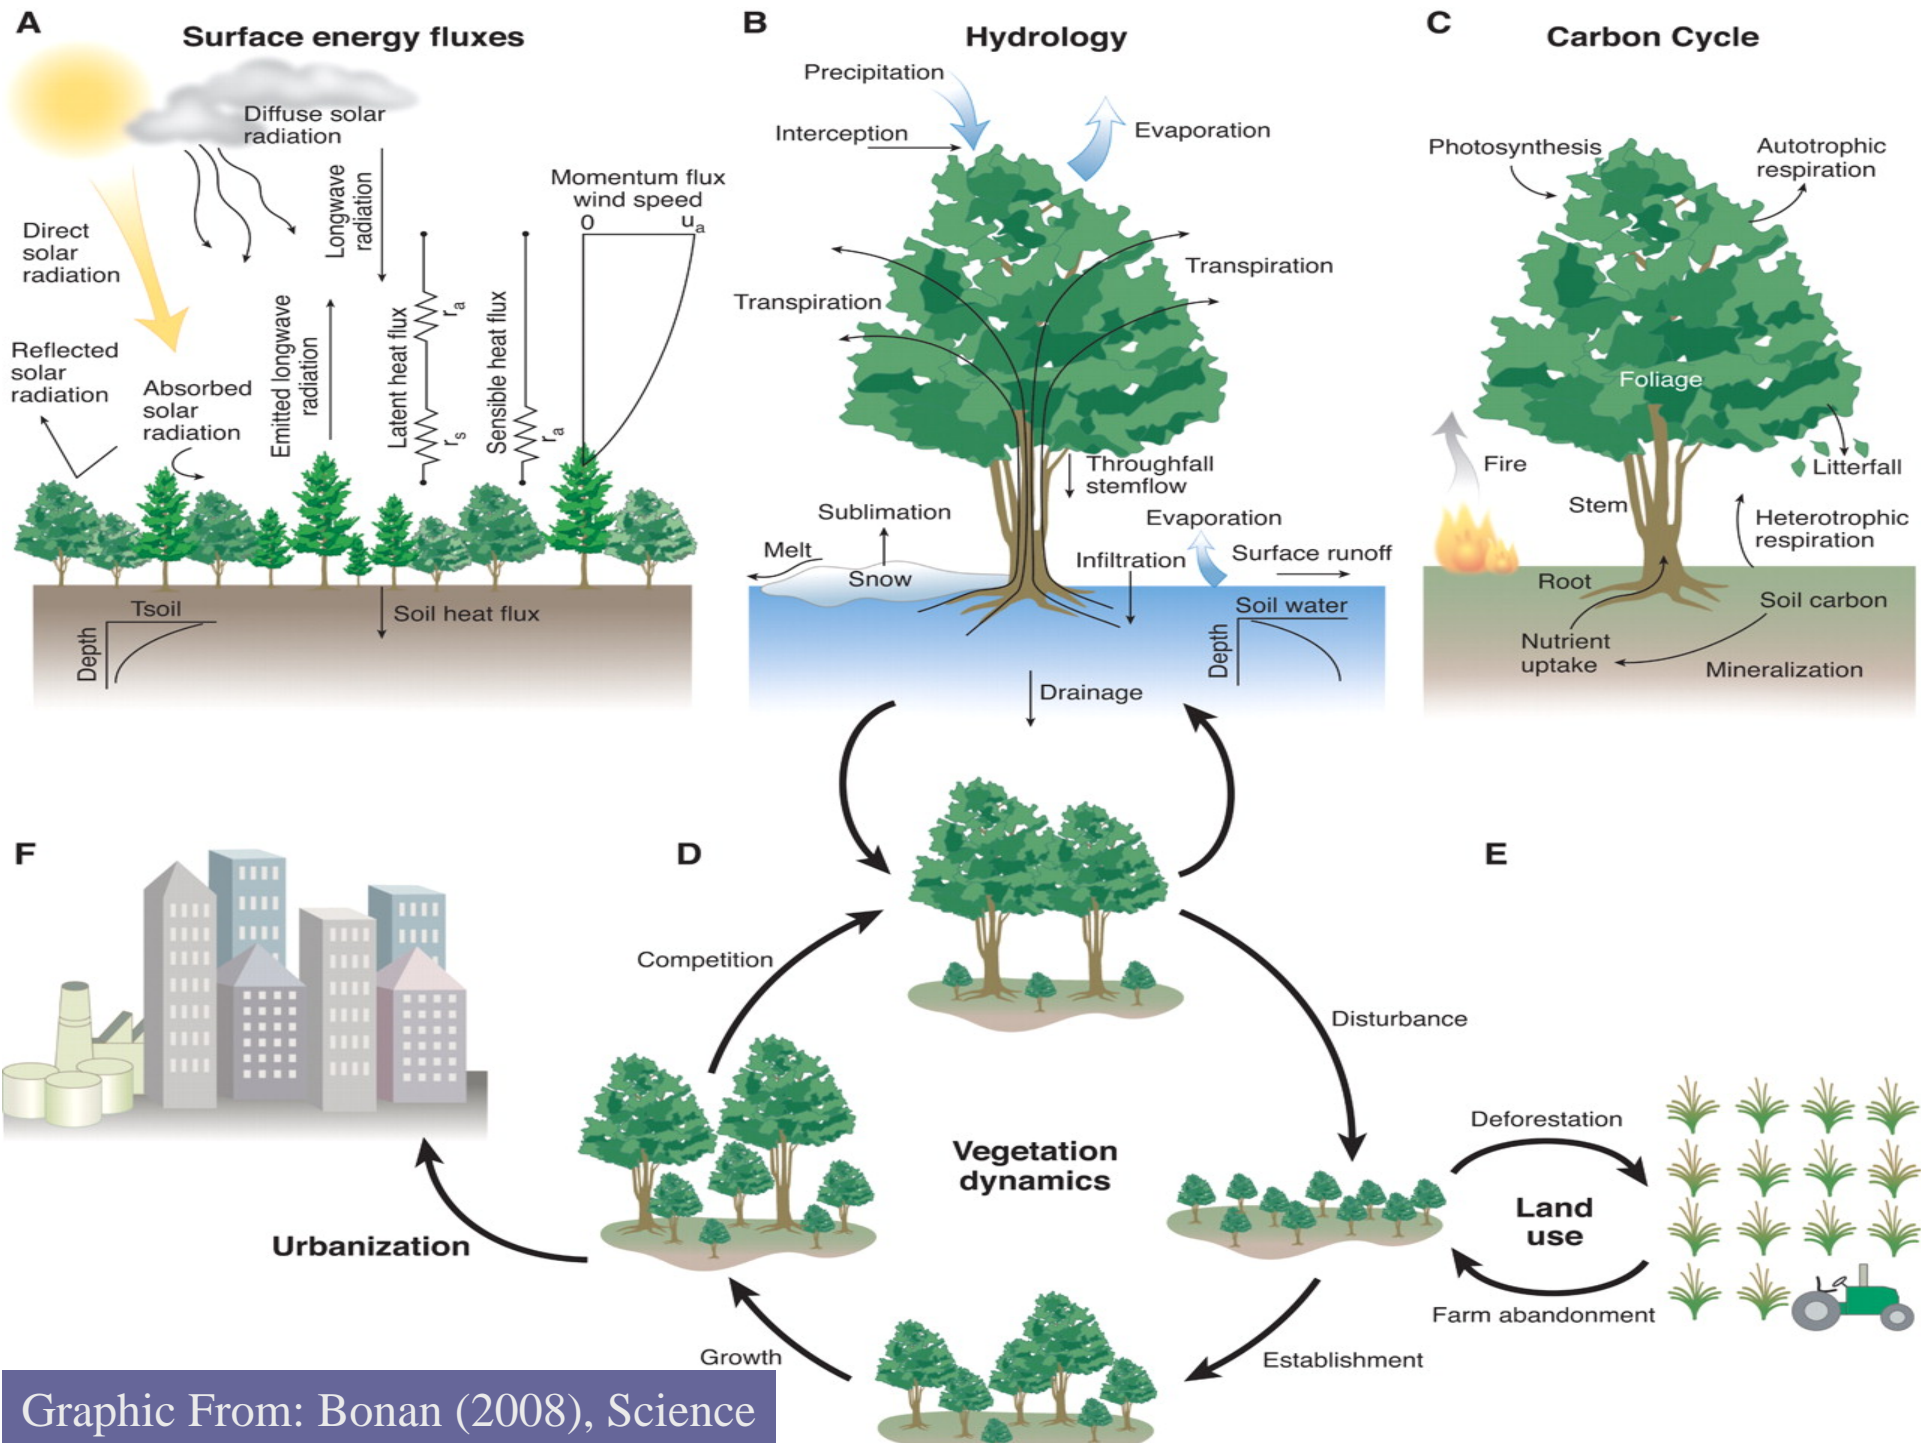 A
Surface energy fluxes
Diffuse solar
radiation
Direct
solar
radiation
Reflected
solar
radiation
Absorbed
solar
radiation
Longwave
radiation
Emitted longwave
radiation
Latent heat flux
ra
rs
Sensible heat flux
ra
Momentum flux
wind speed
0
ua
Tsoil
Depth
Soil heat flux
B
Hydrology
Precipitation
Interception
Evaporation
Transpiration
Transpiration
Throughfall
stemflow
Sublimation
Melt
Snow
Evaporation
Infiltration
Surface runoff
Soil water
Depth
Drainage
C
Carbon Cycle
Photosynthesis
Autotrophic
respiration
Foliage
Fire
Litterfall
Stem
Heterotrophic
respiration
Root
Soil carbon
Nutrient
uptake
Mineralization
F
D
E
Competition
Disturbance
Vegetation
dynamics
Deforestation
Land
use
Farm abandonment
Urbanization
Growth
Establishment
Graphic From: Bonan (2008), Science